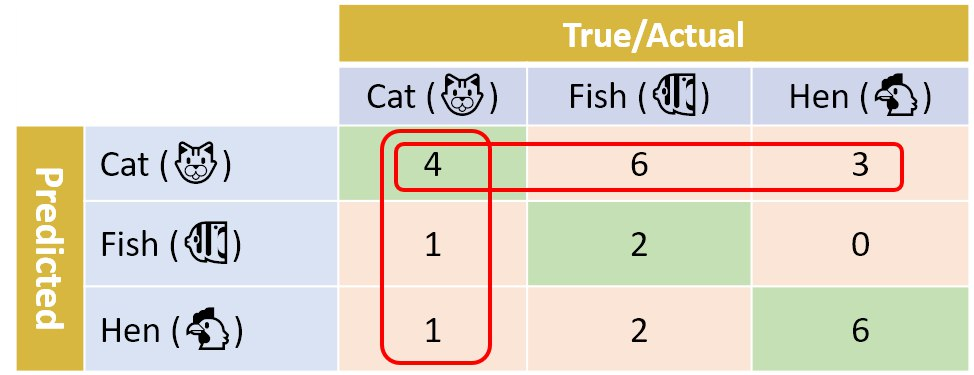 True/Actual
Cat () Fish () Hen ()
Predicted
Cat () 4 6 3
Fish () 1 2 0
Hen () 1 2 6